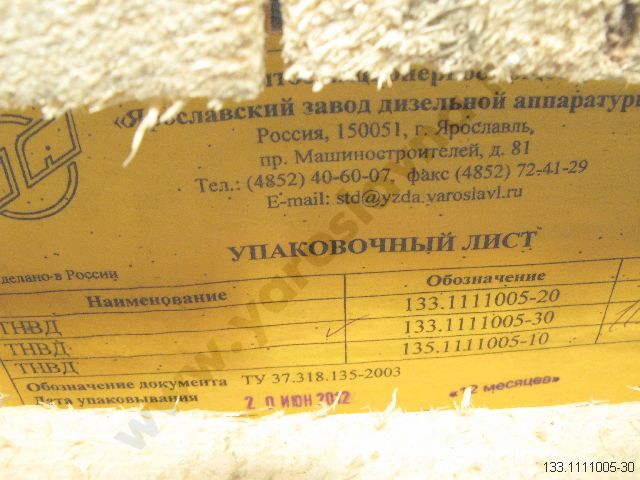 «Ярославский завод дизельной аппаратуры
Россия, 150051, г. Ярославль,
пр. Машиностроителей, д. 81
Тел.: (4852) 40-60-07, факс (4852) 72-41-29
E-mail: std@yzda.yaroslavl.ru
УПАКОВОЧНЫЙ ЛИСТ
делано в России
Наименование Обозначение
ТНВД 133.1111005-20
ТНВД 133.1111005-30
ТНВД 135.1111005-10
Обозначение документа ТУ 37.318.135-2003
Дата упаковывания 2 0 ИЮН 2012 «12 месяцев»
133.1111005-30